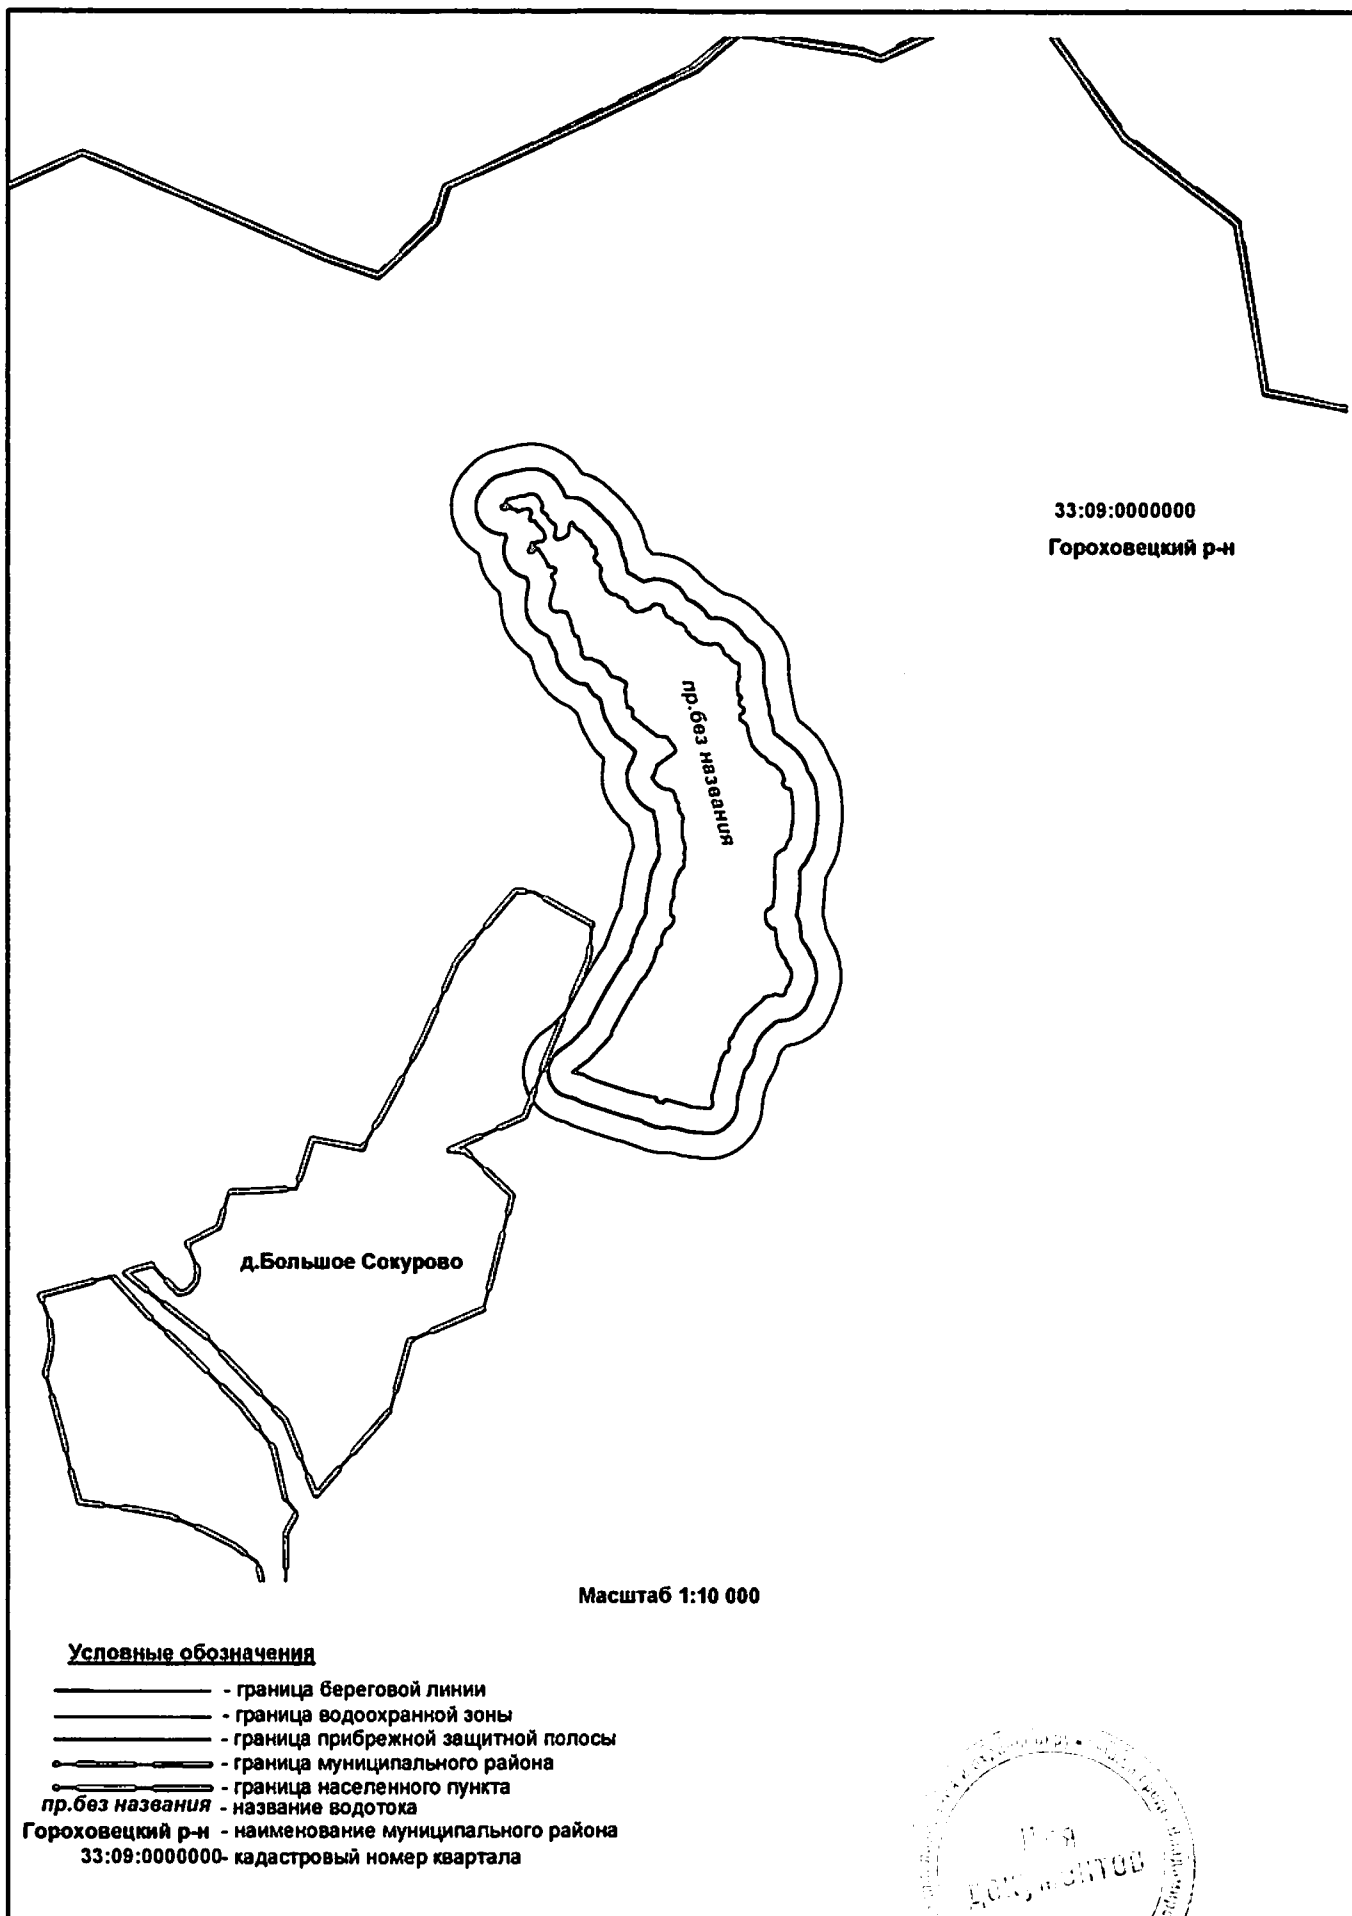 33:09:0000000
Гороховецкий р-н
пр.без названия
д.Большое Сокурово
Масштаб 1:10 000
Условные обозначения
- граница береговой линии
- граница водоохранной зоны
- граница прибрежной защитной полосы
- граница муниципального района
- граница населенного пункта
пр.без названия - название водотока
Гороховецкий р-н - наименование муниципального района
33:09:0000000- кадастровый номер квартала
документов